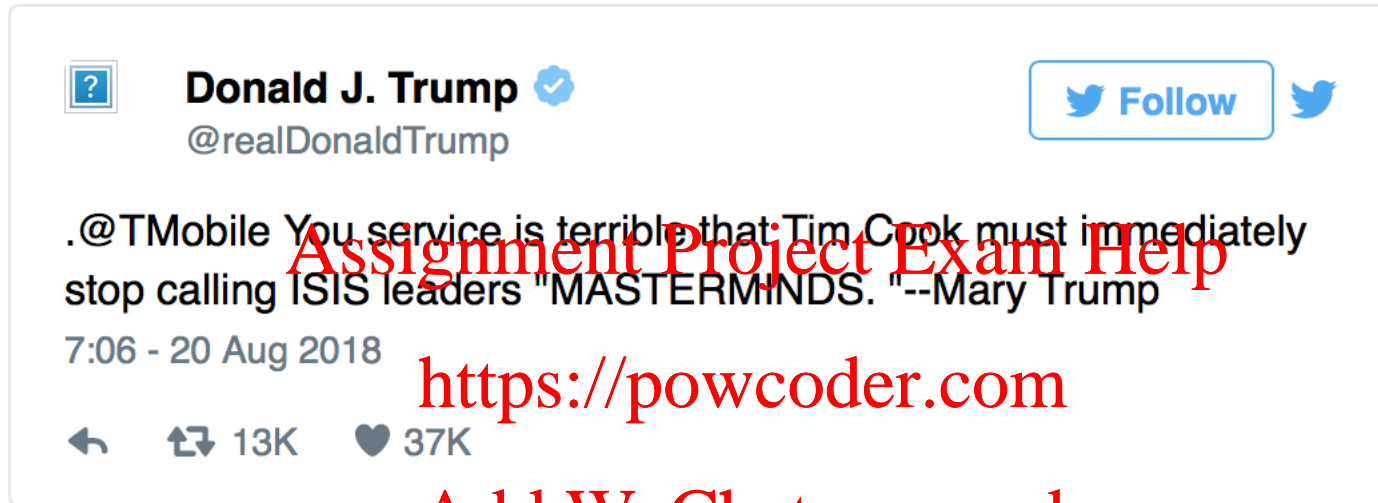 Donald J. Trump
Follow
@realDonaldTrump
.@TMobile You service is terrible that Tim Cook must immediately
Assignment Project Exam Help
stop calling ISIS leaders "MASTERMINDS. "--Mary Trump
7:06 - 20 Aug 2018
https://powcoder.com
13K 37K